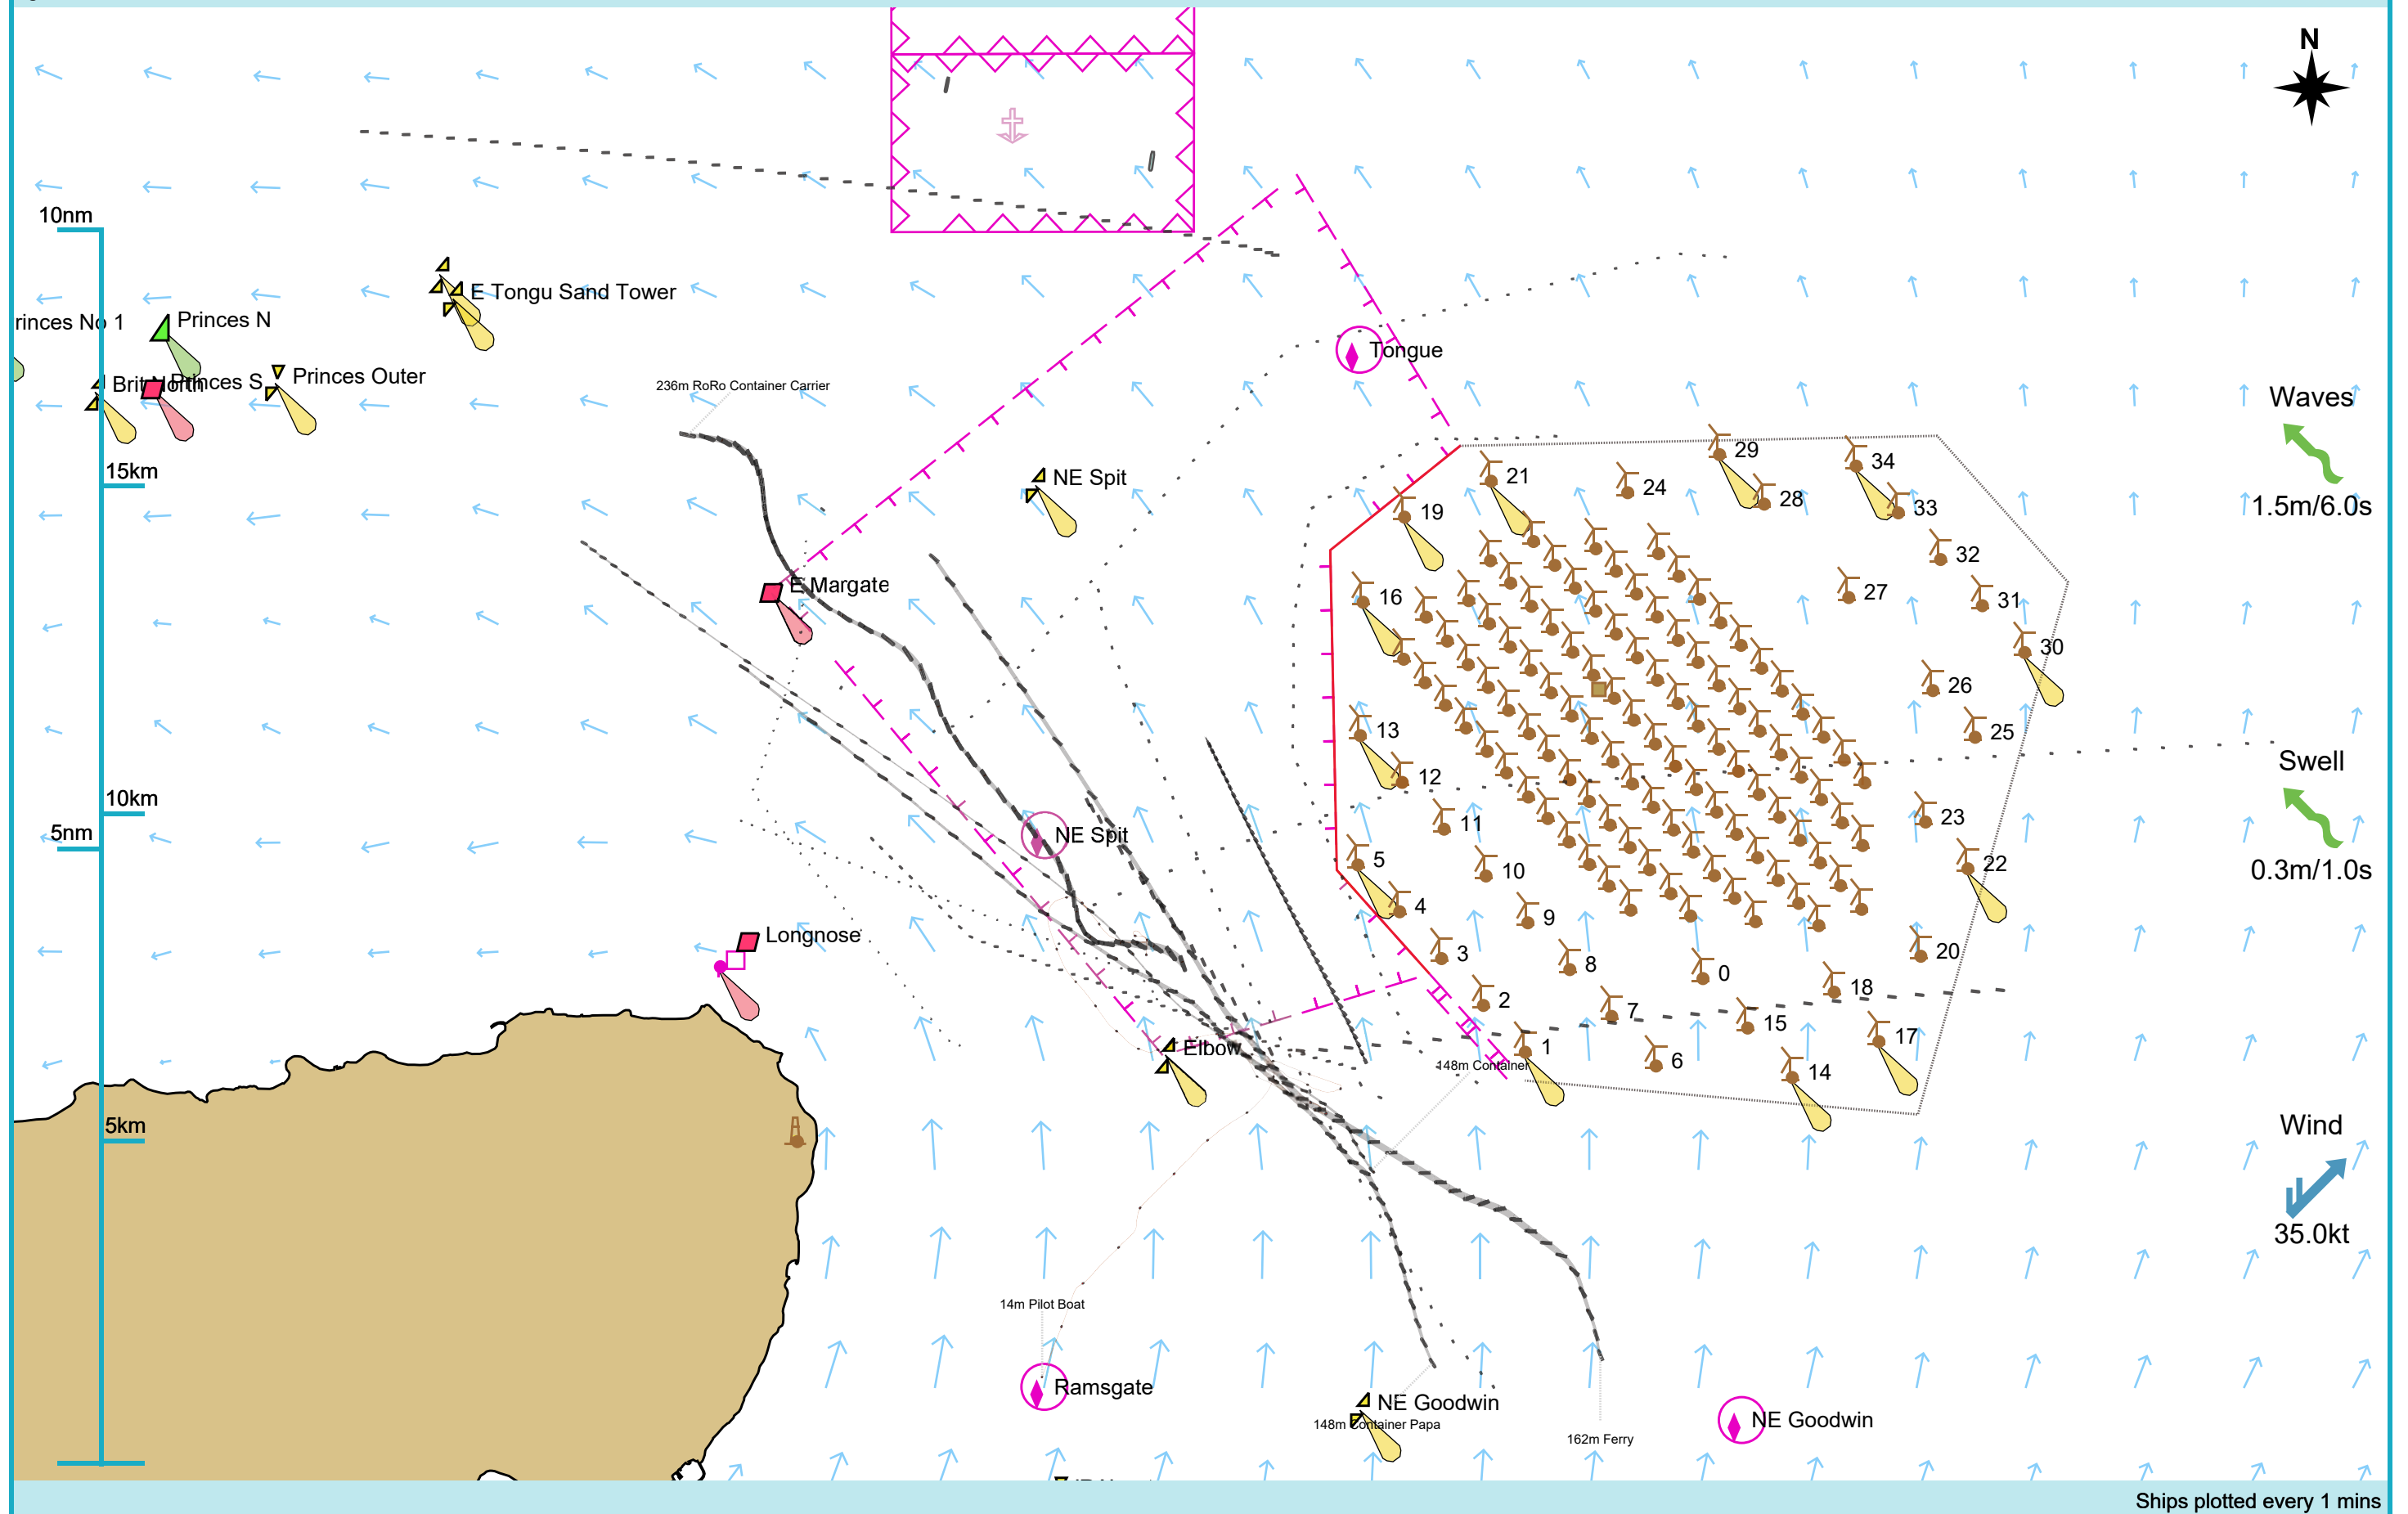 N
10nm
E Tongu Sand Tower
rinces No 1
Princes N
Tongue
Brit North
Princes S
Princes Outer
236m RoRo Container Carrier
Waves
1.5m/6.0s
29
34
21
24
28
33
19
15km
NE Spit
32
E Margate
27
16
31
30
26
13
25
12
Swell
0.3m/1.0s
10km
5nm
NE Spit
11
23
5
10
22
4
9
Longnose
3
8
0
20
2
18
7
15
17
Elbow
1
6
148m Container
14
5km
Wind
35.0kt
14m Pilot Boat
Ramsgate
NE Goodwin
148m Container Papa
162m Ferry
NE Goodwin
Ships plotted every 1 mins